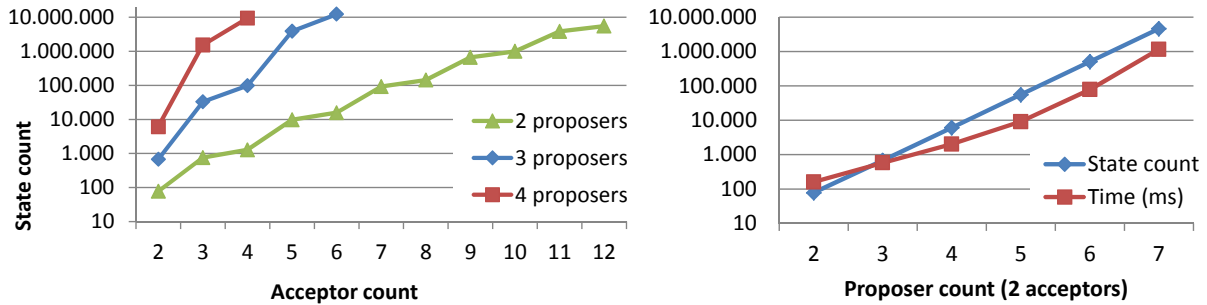 State count
10.000.000
1.000.000
100.000
10.000
1.000
100
10
2 3 4 5 6 7 8 9 10 11 12
Acceptor count
2 proposers
3 proposers
4 proposers
10.000.000
1.000.000
100.000
10.000
1.000
100
10
2 3 4 5 6 7
Proposer count (2 acceptors)
State count
Time (ms)